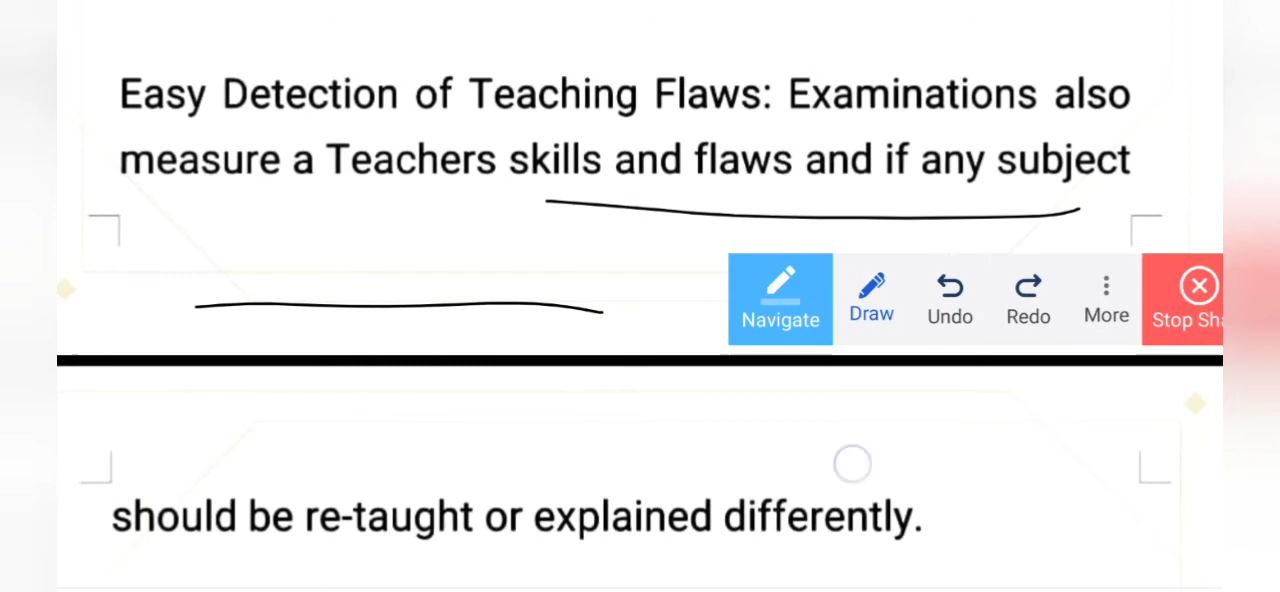 Easy Detection of Teaching Flaws: Examinations also
measure a Teachers skills and flaws and if any subject
Navigate Draw Undo Redo More Stop
should be re-taught or explained differently.